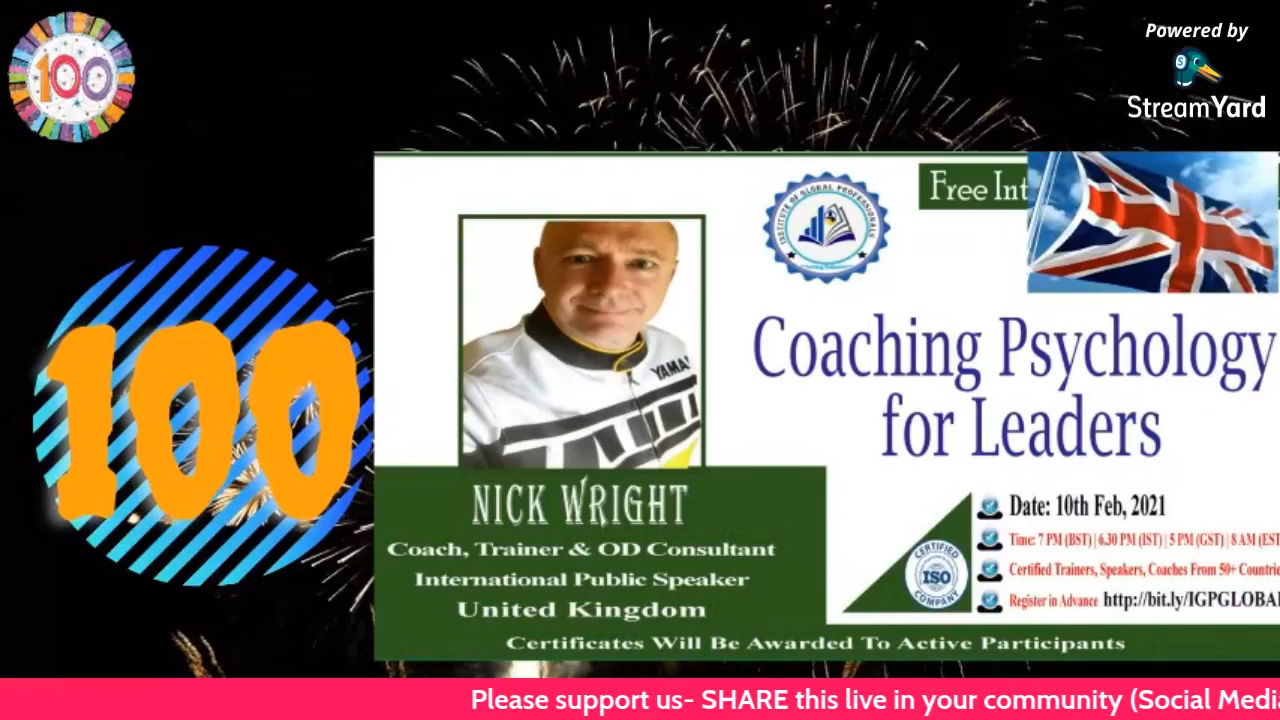 100
Powered by
StreamYard
Free Int
INSTITUTE OF GLOBAL PROFESSIONALS
YAMA
Coaching Psychology
for Leaders
100
NICK WRIGHT
Coach, Trainer & OD Consultant
International Public Speaker
United Kingdom
Date: 10th Feb, 2021
Time: 7 PM (BST) | 6.30 PM (IST) | 5 PM (GST) | 8 AM (EST
Certified Trainers, Speakers, Coaches From 50+ Countrie
Register in Advance http://bit.ly/IGPGLOBAL
CERTIFIED
ISO
COMPANY
Certificates Will Be Awarded To Active Participants
Please support us- SHARE this live in your community (Social Media